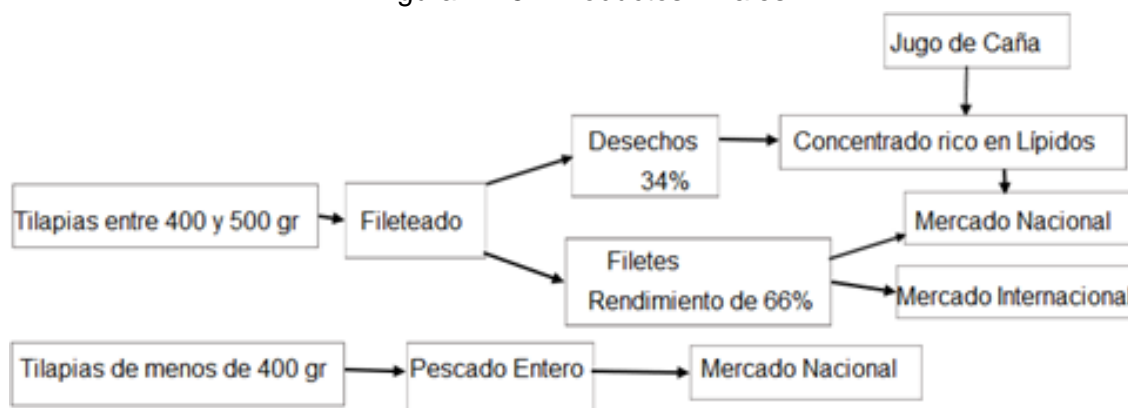 Jugo de Caña
Desechos
34%
Concentrado rico en Lípidos
Tilapias entre 400 y 500 gr
Fileteado
Mercado Nacional
Filetes
Rendimiento de 66%
Mercado Internacional
Tilapias de menos de 400 gr
Pescado Entero
Mercado Nacional